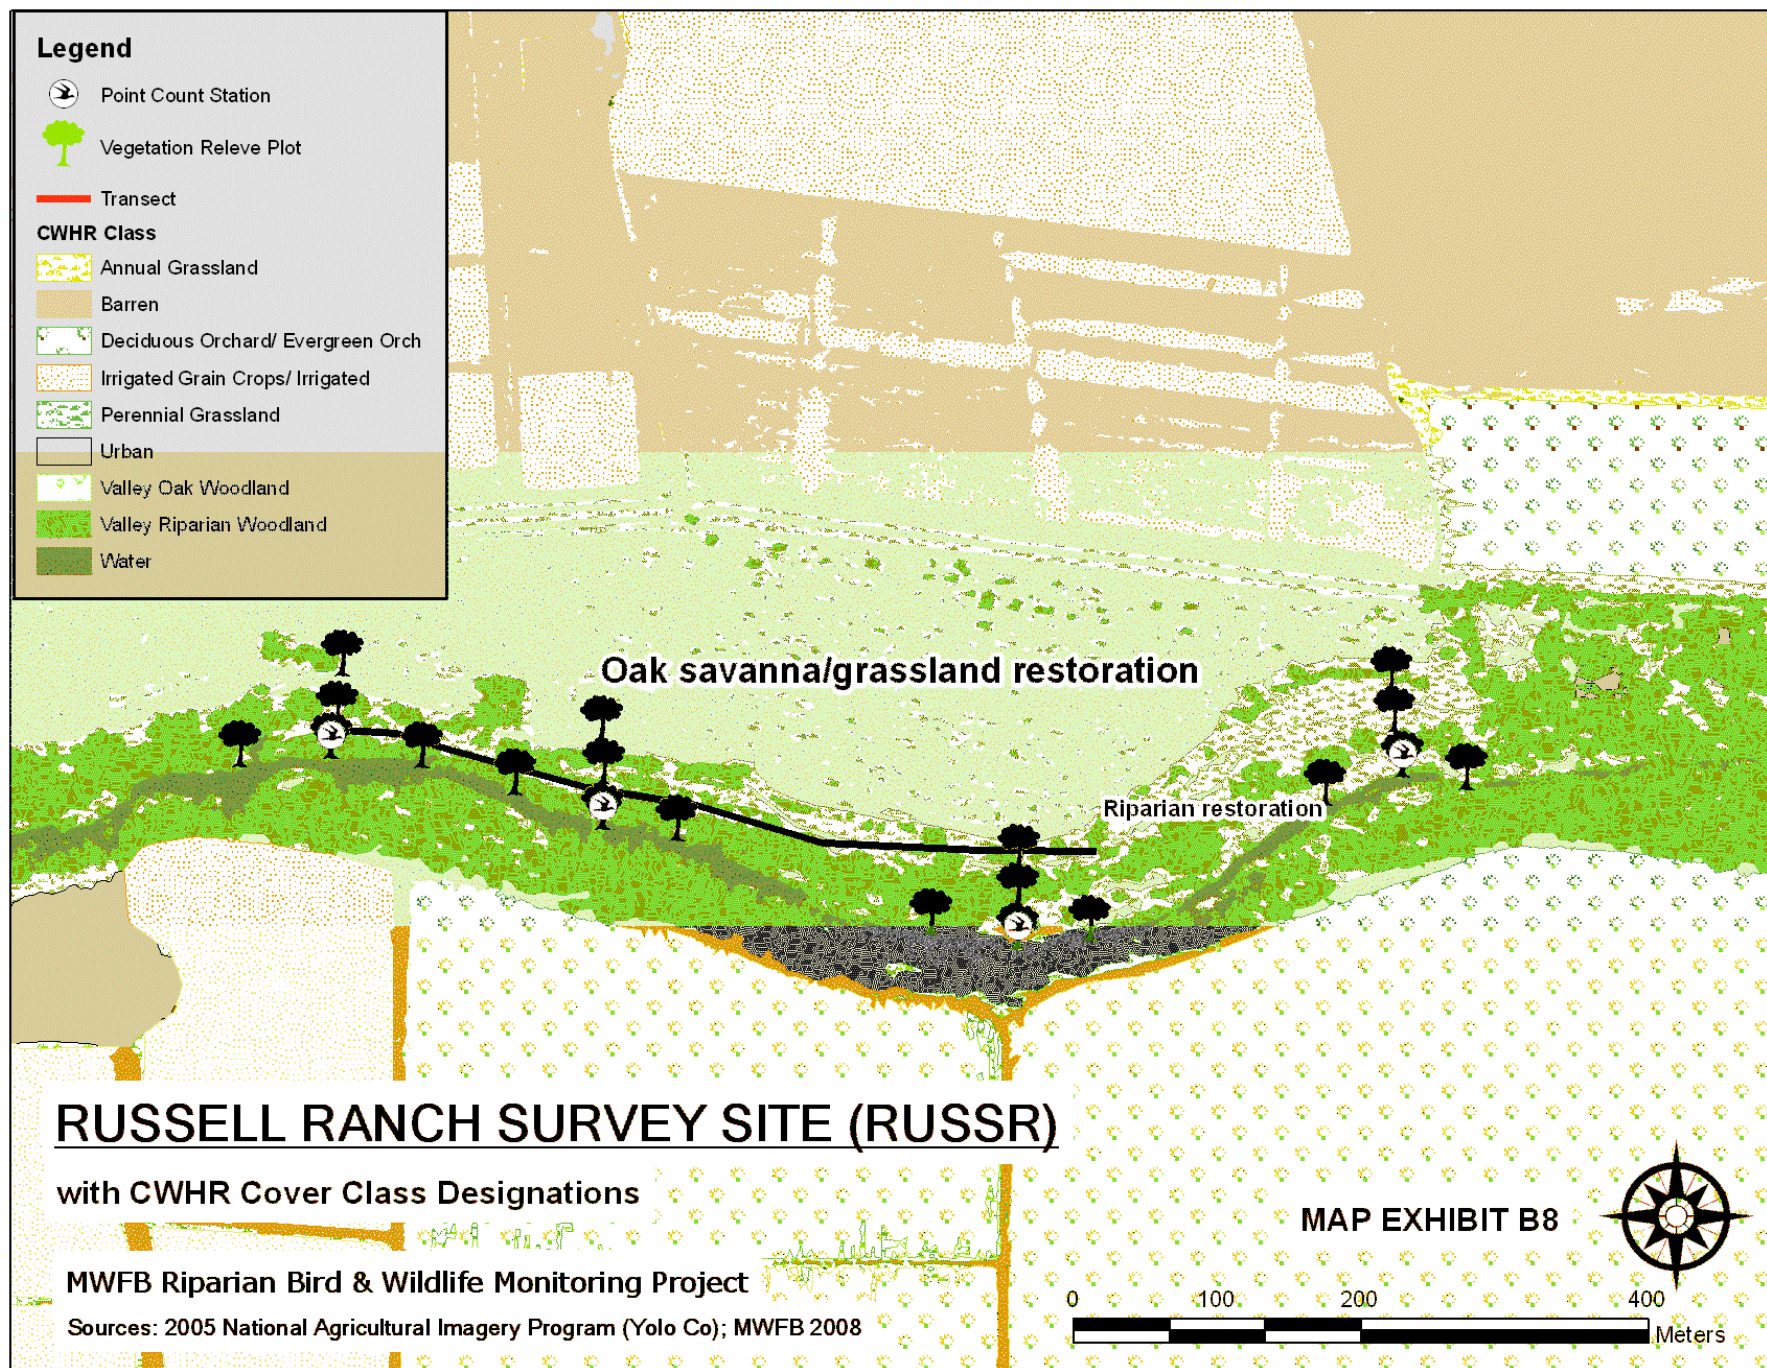 Legend
Point Count Station
Vegetation Releve Plot
Transect
CWHR Class
Annual Grassland
Barren
Deciduous Orchard/ Evergreen Orch
Irrigated Grain Crops/ Irrigated
Perennial Grassland
Urban
Valley Oak Woodland
Valley Riparian Woodland
Water
Oak savanna/grassland restoration
Riparian restoration
RUSSELL RANCH SURVEY SITE (RUSSR)
with CWHR Cover Class Designations
MAP EXHIBIT B8
MWFB Riparian Bird & Wildlife Monitoring Project
Sources: 2005 National Agricultural Imagery Program (Yolo Co); MWFB 2008
0 100 200 400
Meters